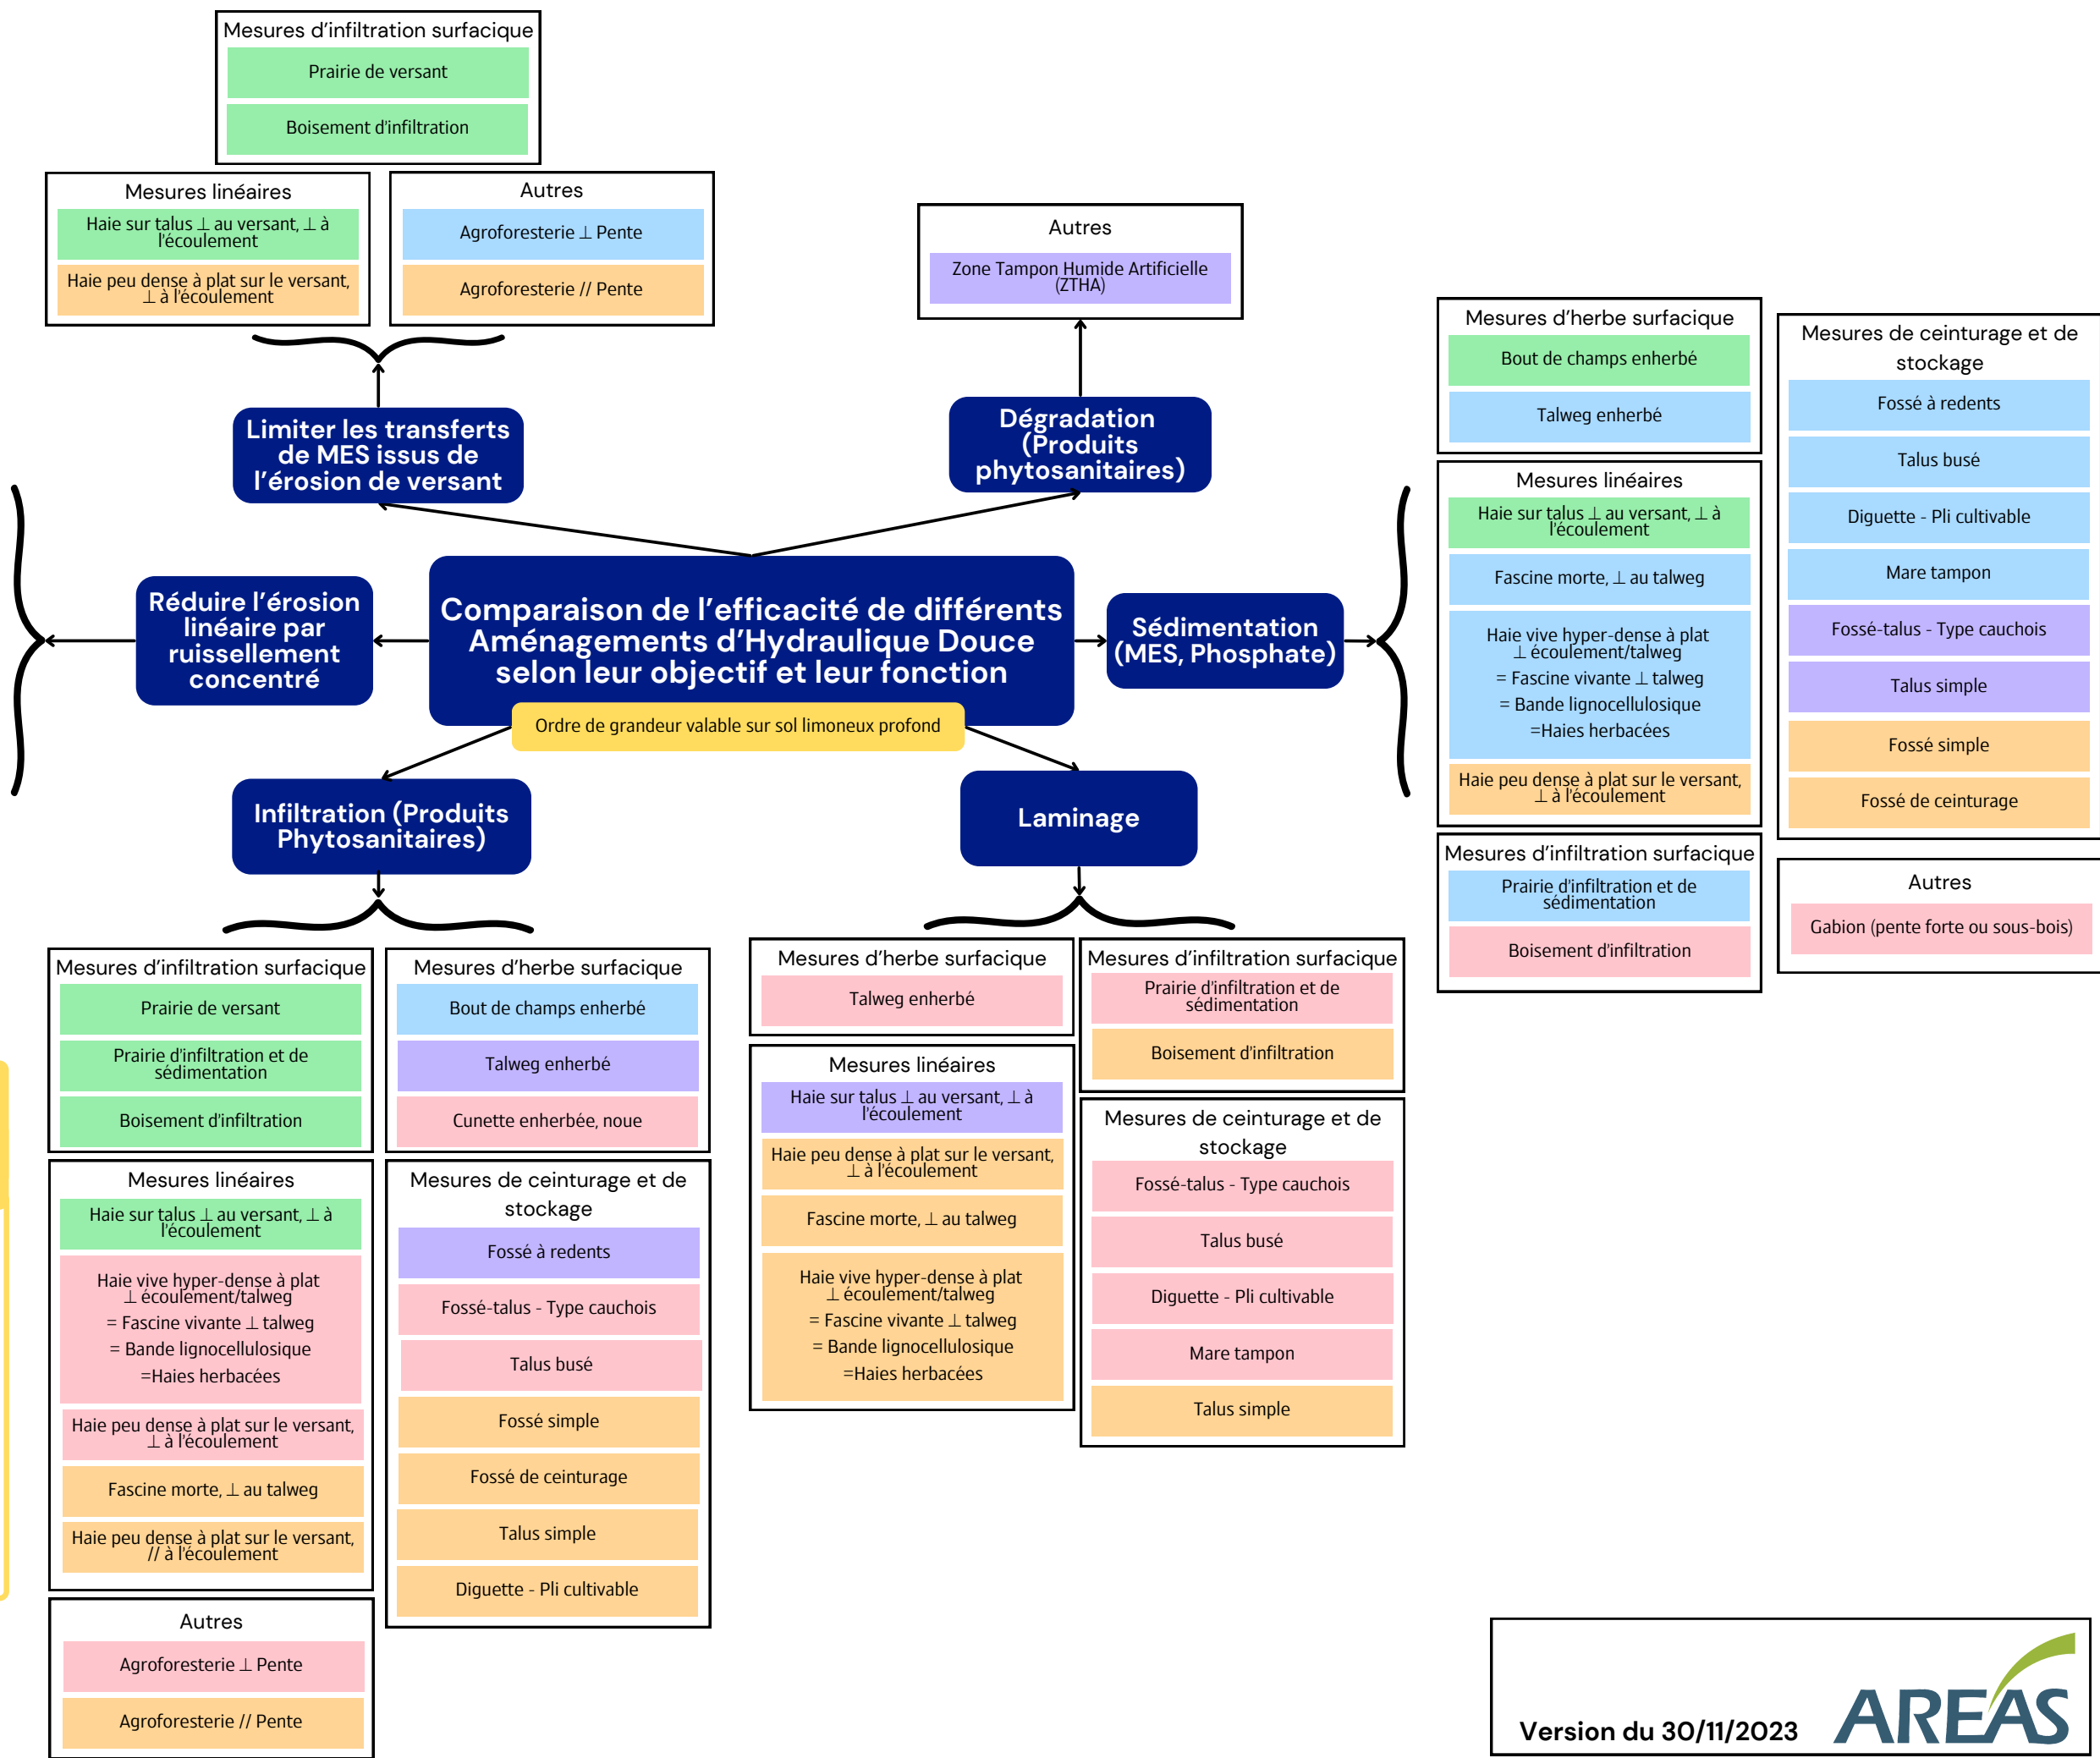 Mesures d'infiltration surfacique
Prairie de versant
Boisement d'infiltration
Mesures linéaires
Haie sur talus ⊥ au versant, ⊥ à
l'écoulement
Haie peu dense à plat sur le versant,
⊥ à l'écoulement
Autres
Agroforesterie ⊥ Pente
Agroforesterie // Pente
Autres
Zone Tampon Humide Artificielle
(ZTHA)
Limiter les transferts
de MES issus de
l'érosion de versant
Dégradation
(Produits
phytosanitaires)
Réduire l'érosion
linéaire par
ruissellement
concentré
Comparaison de l'efficacité de différents
Aménagements d'Hydraulique Douce
selon leur objectif et leur fonction
Ordre de grandeur valable sur sol limoneux profond
Sédimentation
(MES, Phosphate)
Infiltration (Produits
Phytosanitaires)
Laminage
Mesures d'herbe surfacique
Bout de champs enherbé
Talweg enherbé
Mesures linéaires
Haie sur talus ⊥ au versant, ⊥ à
l'écoulement
Fascine morte, ⊥ au talweg
Haie vive hyper-dense à plat
⊥ écoulement/talweg
= Fascine vivante ⊥ talweg
= Bande lignocellulosique
=Haies herbacées
Haie peu dense à plat sur le versant,
⊥ à l'écoulement
Mesures d'infiltration surfacique
Prairie d'infiltration et de
sédimentation
Boisement d'infiltration
Mesures de ceinturage et de
stockage
Fossé à redents
Talus busé
Diguette - Pli cultivable
Mare tampon
Fossé-talus - Type cauchois
Talus simple
Fossé simple
Fossé de ceinturage
Autres
Gabion (pente forte ou sous-bois)
Mesures d'infiltration surfacique
Prairie de versant
Prairie d'infiltration et de
sédimentation
Boisement d'infiltration
Mesures d'herbe surfacique
Bout de champs enherbé
Talweg enherbé
Cunette enherbée, noue
Mesures linéaires
Haie sur talus ⊥ au versant, ⊥ à
l'écoulement
Haie vive hyper-dense à plat
⊥ écoulement/talweg
= Fascine vivante ⊥ talweg
= Bande lignocellulosique
=Haies herbacées
Haie peu dense à plat sur le versant,
⊥ à l'écoulement
Fascine morte, ⊥ au talweg
Haie peu dense à plat sur le versant,
// à l'écoulement
Mesures de ceinturage et de
stockage
Fossé à redents
Fossé-talus - Type cauchois
Talus busé
Fossé simple
Fossé de ceinturage
Talus simple
Diguette - Pli cultivable
Autres
Agroforesterie ⊥ Pente
Agroforesterie // Pente
Mesures d'herbe surfacique
Talweg enherbé
Mesures linéaires
Haie sur talus ⊥ au versant, ⊥ à
l'écoulement
Haie peu dense à plat sur le versant,
⊥ à l'écoulement
Fascine morte, ⊥ au talweg
Haie vive hyper-dense à plat
⊥ écoulement/talweg
= Fascine vivante ⊥ talweg
= Bande lignocellulosique
=Haies herbacées
Mesures d'infiltration surfacique
Prairie d'infiltration et de
sédimentation
Boisement d'infiltration
Mesures de ceinturage et de
stockage
Fossé-talus - Type cauchois
Talus busé
Diguette - Pli cultivable
Mare tampon
Talus simple
Version du 30/11/2023
AREAS